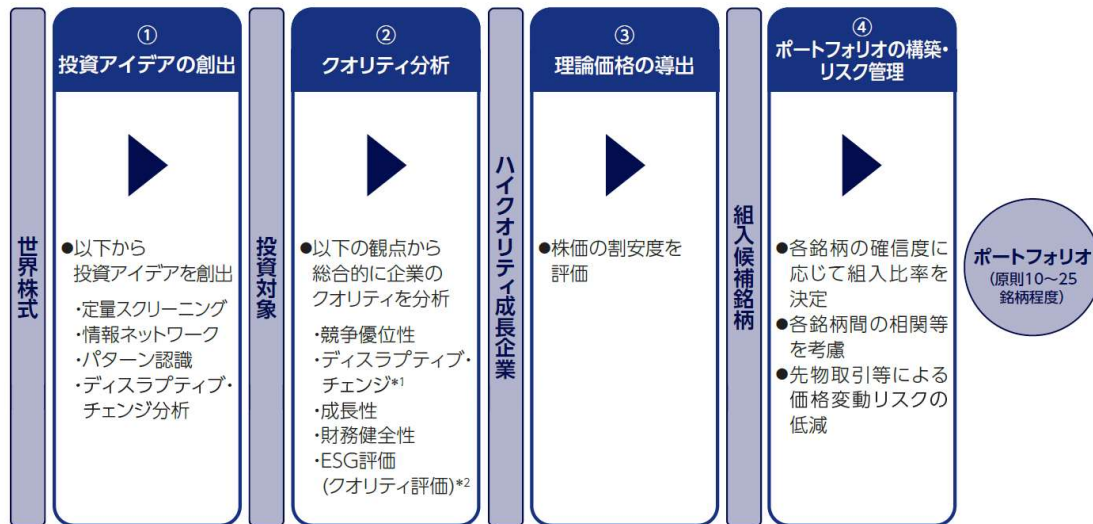 世界株式
①
投資アイデアの創出
●以下から
投資アイデアを創出
・定量スクリーニング
・情報ネットワーク
・パターン認識
・ディスラプティブ・
チェンジ分析
投資対象
②
クオリティ分析
●以下の観点から
総合的に企業の
クオリティを分析
・競争優位性
・ディスラプティブ・
チェンジ*1
・成長性
・財務健全性
・ESG評価
(クオリティ評価)*2
ハイクオリティ成長企業
③
理論価格の導出
●株価の割安度を
評価
組入候補銘柄
④
ポートフォリオの構築・
リスク管理
●各銘柄の確信度に
応じて組入比率を
決定
●各銘柄間の相関等
を考慮
●先物取引等による
価格変動リスクの
低減
ポートフォリオ
(原則10～25
銘柄程度)